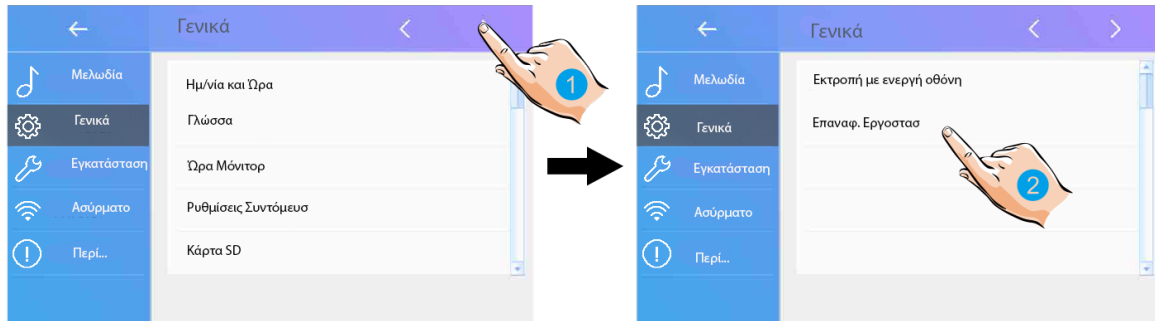 Γενικά
Μελωδία
Γενικά
Εγκατάσταση
Ασύρματο
Περί...
Ημ/νία και Ώρα
Γλώσσα
Ώρα Μόνιτορ
Ρυθμίσεις Συντόμευσ
Κάρτα SD
1
Γενικά
Μελωδία
Γενικά
Εγκατάσταση
Ασύρματο
Περί...
Εκτροπή με ενεργή οθόνη
Επαναφ. Εργοστασ
2